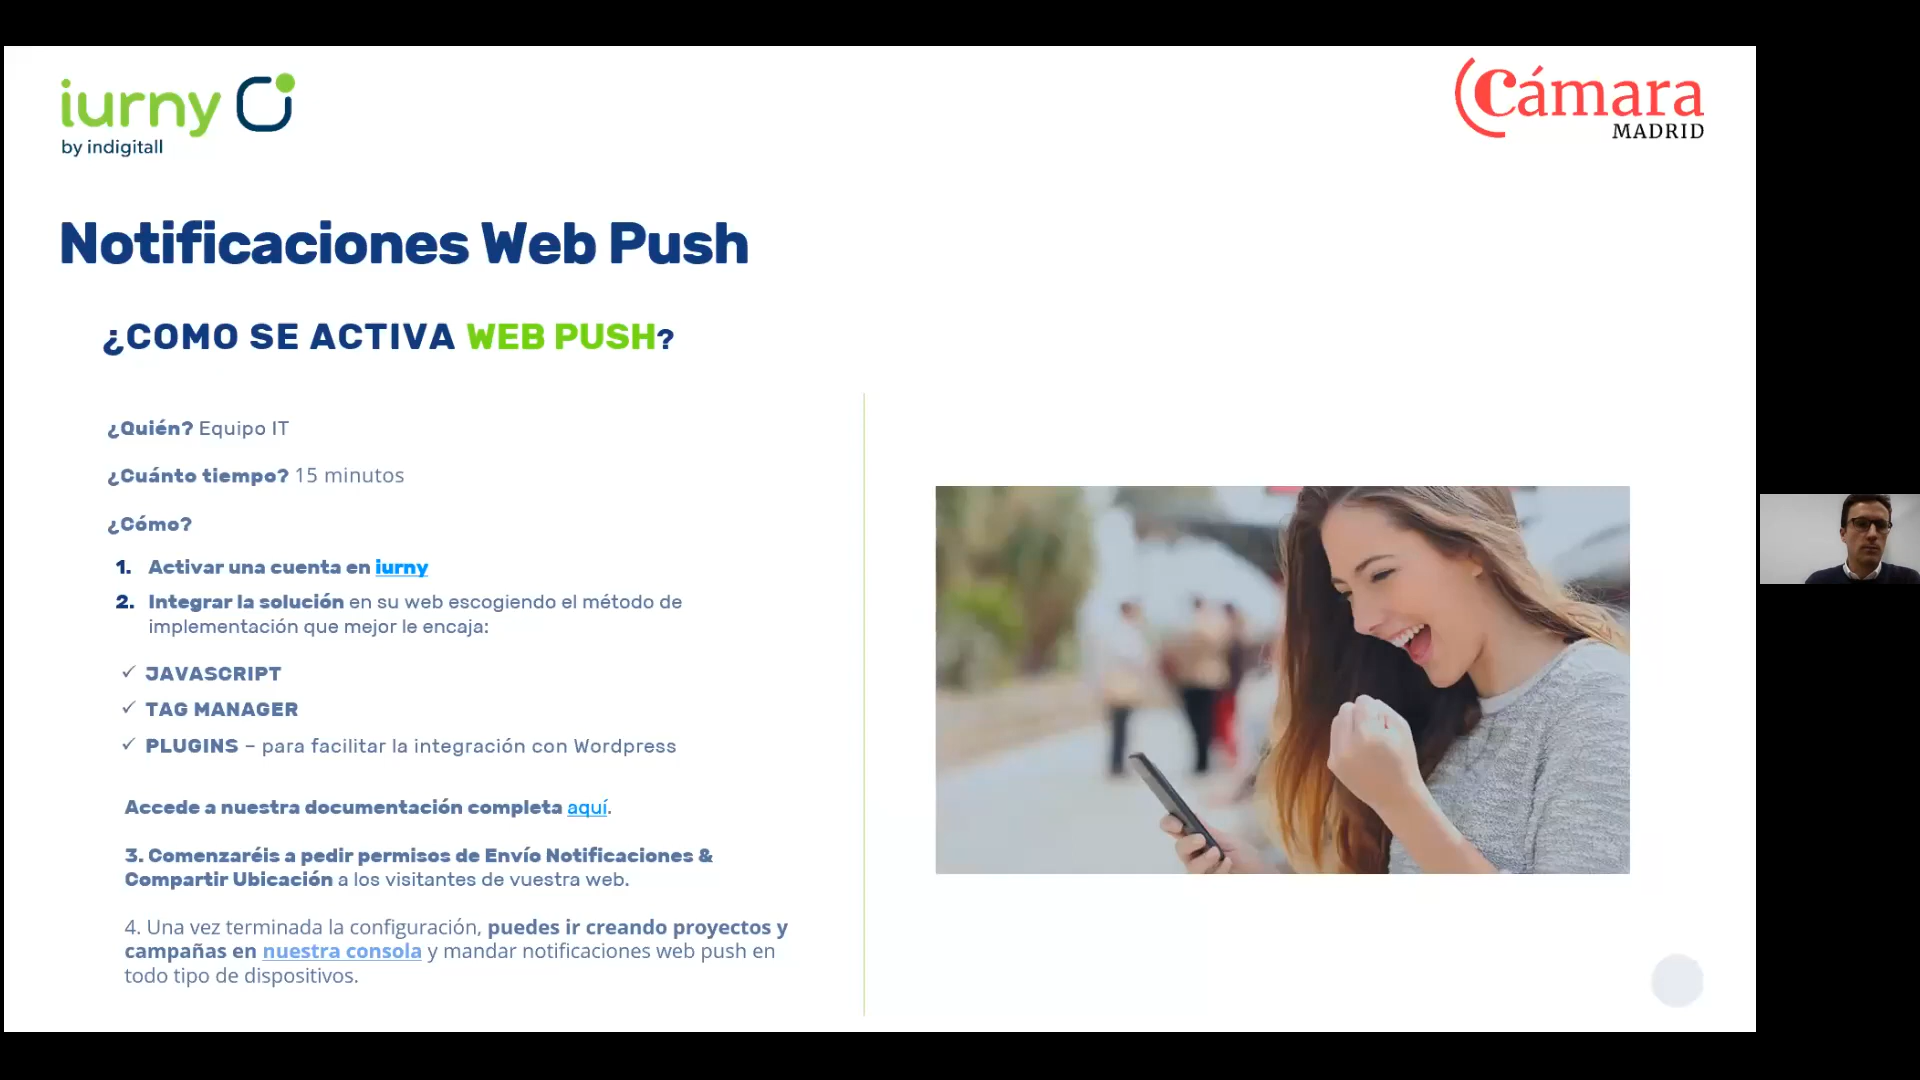 iurny
by indigitall
Cámara
MADRID
Notificaciones Web Push
¿COMO SE ACTIVA WEB PUSH?
¿Quién? Equipo IT
¿Cuánto tiempo? 15 minutos
¿Cómo?
1. Activar una cuenta en iurny
2. Integrar la solución en su web escogiendo el método de
implementación que mejor le encaja:
✓ JAVASCRIPT
✓ TAG MANAGER
✓ PLUGINS – para facilitar la integración con Wordpress
Accede a nuestra documentación completa aquí.
3. Comenzaréis a pedir permisos de Envío Notificaciones &
Compartir Ubicación a los visitantes de vuestra web.
4. Una vez terminada la configuración, puedes ir creando proyectos y
campañas en nuestra consola y mandar notificaciones web push en
todo tipo de dispositivos.